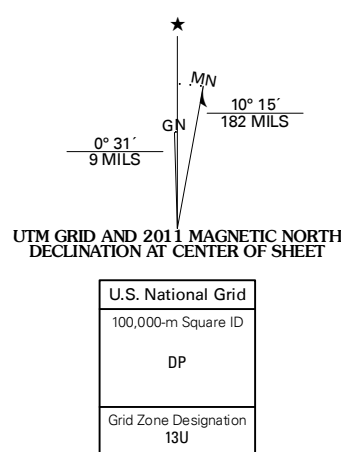 ★
MN
GN
10° 15´
182 MILS
0° 31´
9 MILS
UTM GRID AND 2011 MAGNETIC NORTH
DECLINATION AT CENTER OF SHEET
U.S. National Grid
100,000-m Square ID
DP
Grid Zone Designation
13U